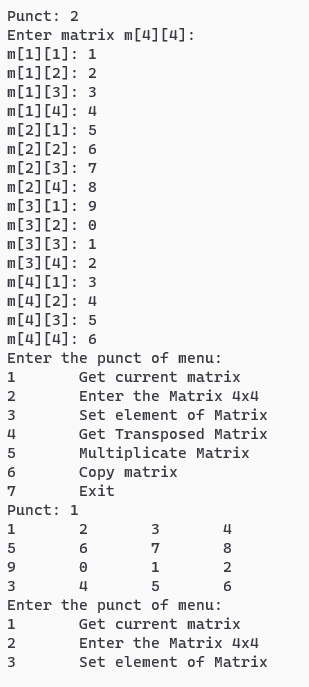 Punct: 2
Enter matrix m[4][4]:
m[1][1]: 1
m[1][2]: 2
m[1][3]: 3
m[1][4]: 4
m[2][1]: 5
m[2][2]: 6
m[2][3]: 7
m[2][4]: 8
m[3][1]: 9
m[3][2]: 0
m[3][3]: 1
m[3][4]: 2
m[4][1]: 3
m[4][2]: 4
m[4][3]: 5
m[4][4]: 6
Enter the punct of menu:
1 Get current matrix
2 Enter the Matrix 4x4
3 Set element of Matrix
4 Get Transposed Matrix
5 Multiplicate Matrix
6 Copy matrix
7 Exit
Punct: 1
1 2 3 4
5 6 7 8
9 0 1 2
3 4 5 6
Enter the punct of menu:
1 Get current matrix
2 Enter the Matrix 4x4
3 Set element of Matrix